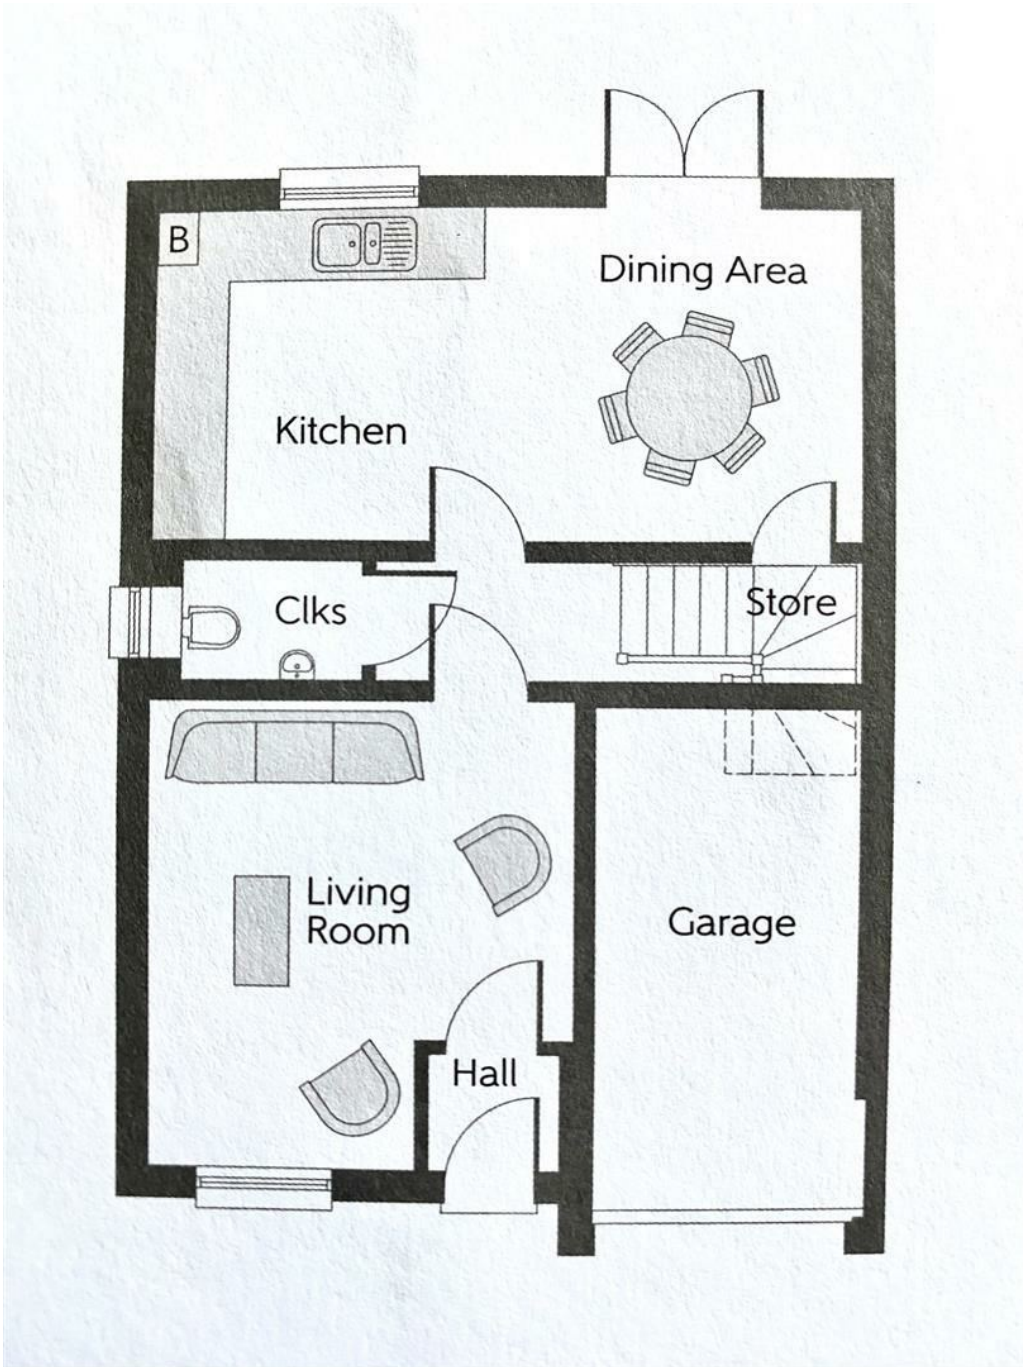 B
Dining Area
Kitchen
Clks
Store
Living
Room
Garage
Hall